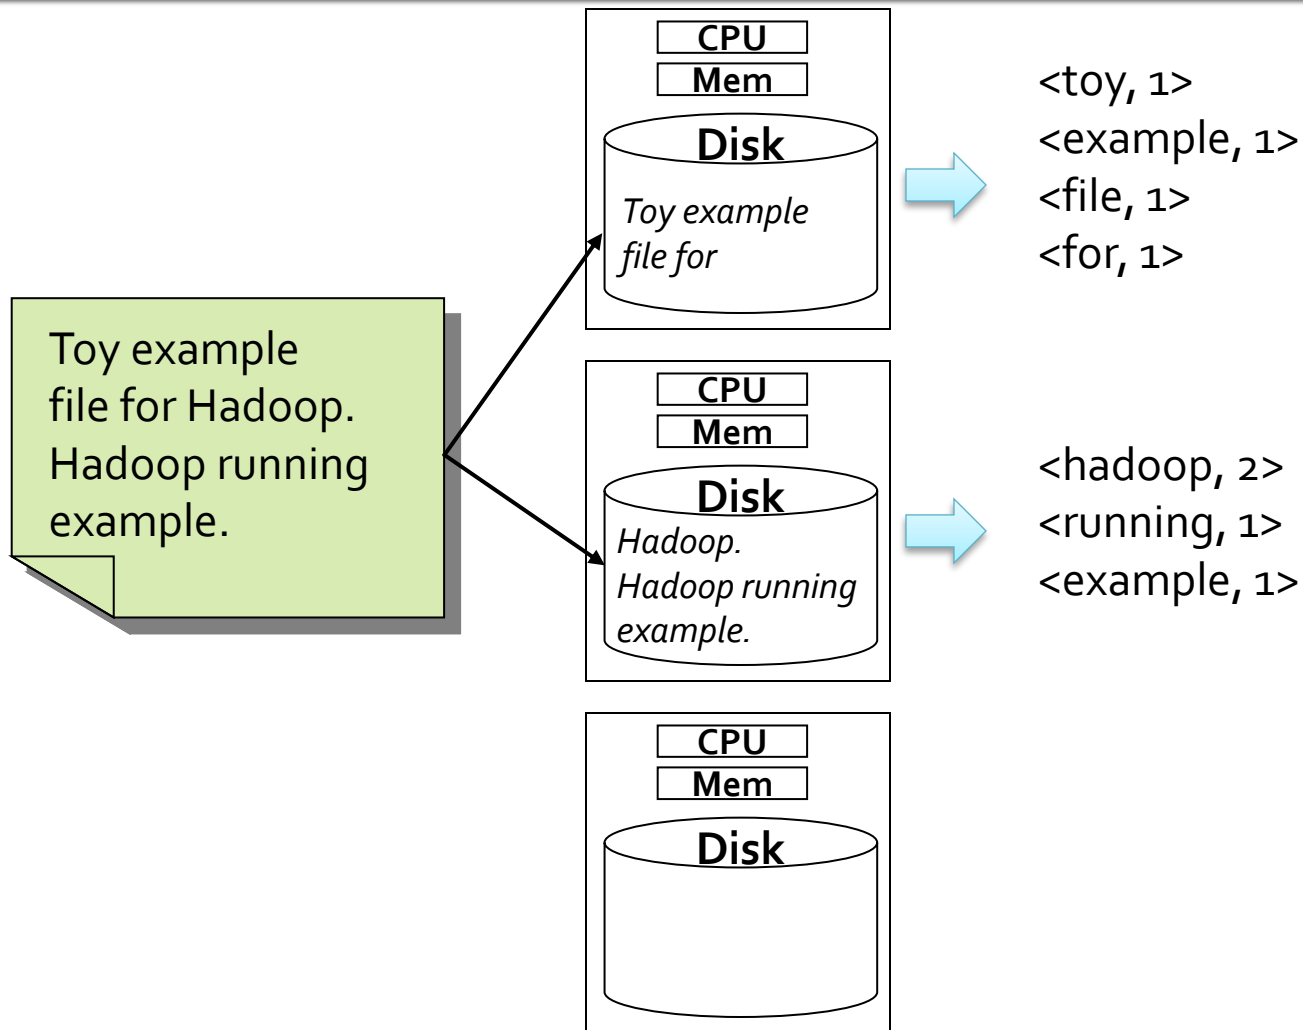 Toy example
file for Hadoop.
Hadoop running
example.
CPU
Mem
Disk
Toy example
file for
<toy, 1>
<example, 1>
<file, 1>
<for, 1>
CPU
Mem
Disk
Hadoop.
Hadoop running
example.
<hadoop, 2>
<running, 1>
<example, 1>
CPU
Mem
Disk